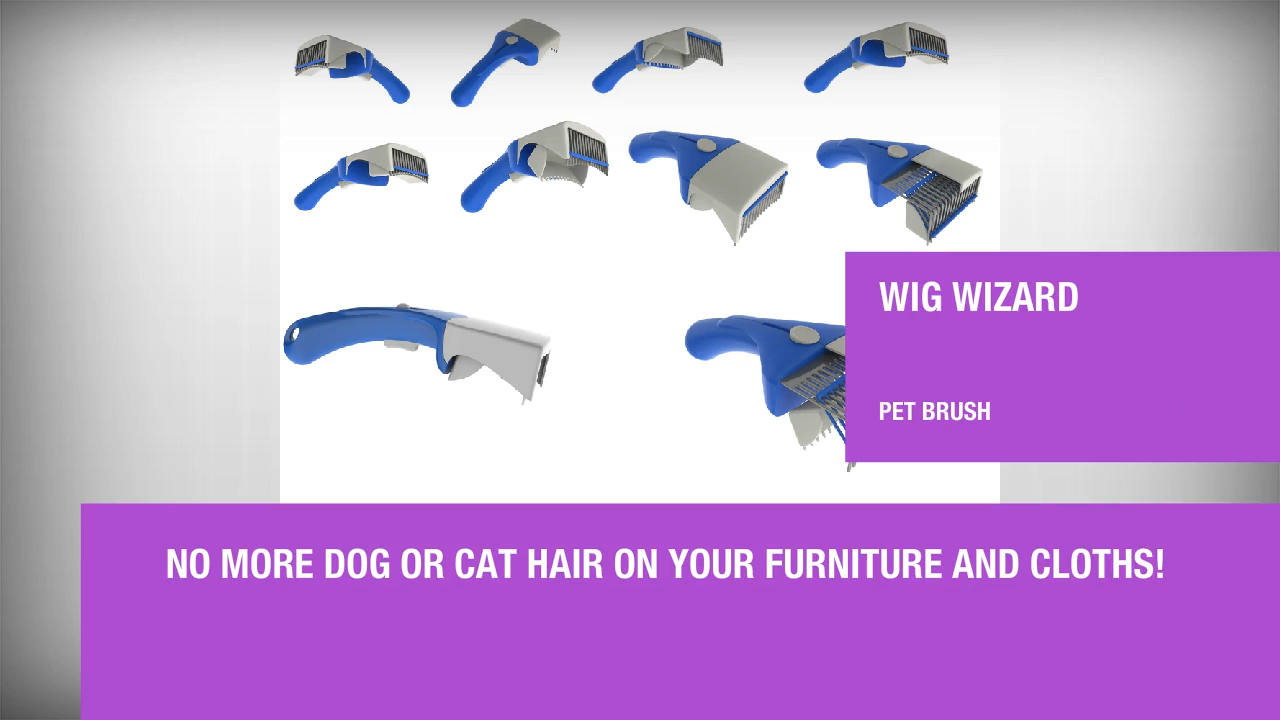 WIG WIZARD
PET BRUSH
NO MORE DOG OR CAT HAIR ON YOUR FURNITURE AND CLOTHS!